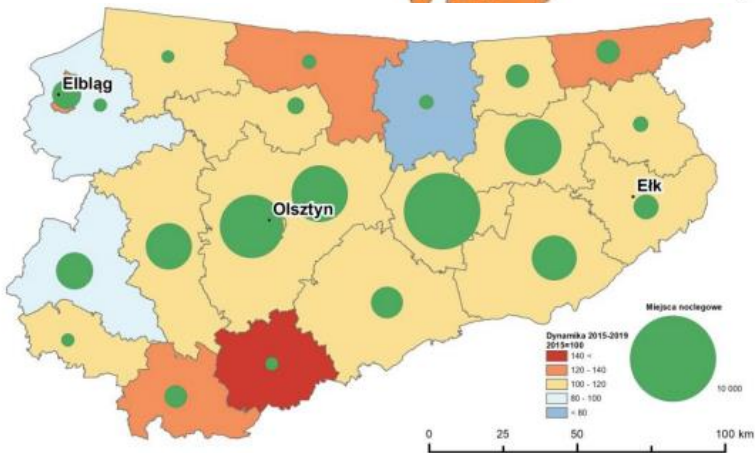 Elbląg
Ełk
Olsztyn
Miejsca noclegowe
Dynamika 2015-2019
2015=100
140 <
120 - 140
100 - 120
80 - 100
< 80
10 000
0 25 50 100 km